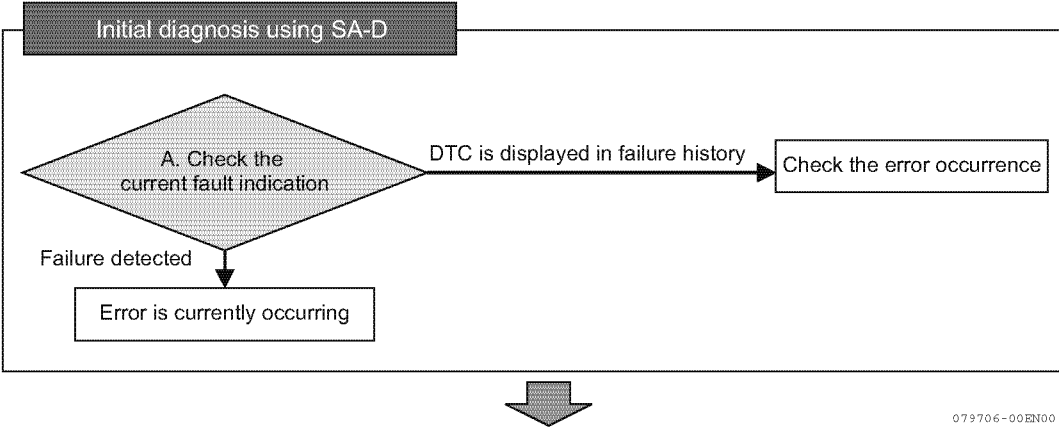 Initial diagnosis using SA-D
A. Check the
current fault indication
DTC is displayed in failure history
Check the error occurrence
Failure detected
Error is currently occurring
079706-00EN00